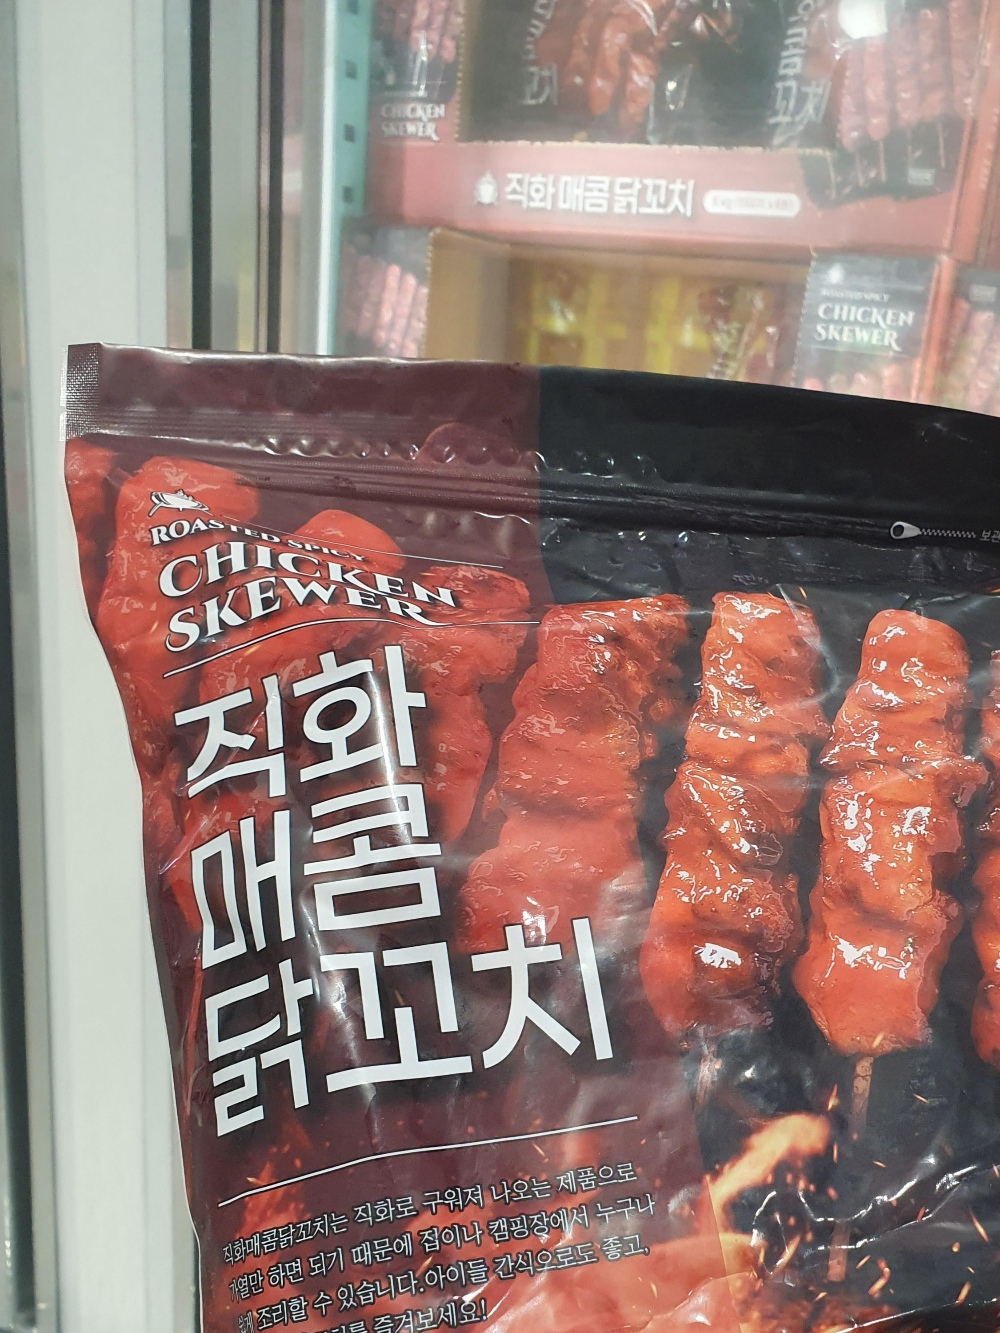 CHICKEN
SKEWER
직화매콤닭꼬치
ROASTED SPICY
CHICKEN
SKEWER
보관
ROASTED SPICY
CHICKEN
SKEWER
직화
매콤
닭꼬치
직화매콤닭꼬치는 직화로 구워져 나오는 제품으로
가열만 하면 되기 때문에 집이나 캠핑장에서 누구나
쉽게 조리할 수 있습니다.아이들 간식으로도 좋고,
즐겨보세요!